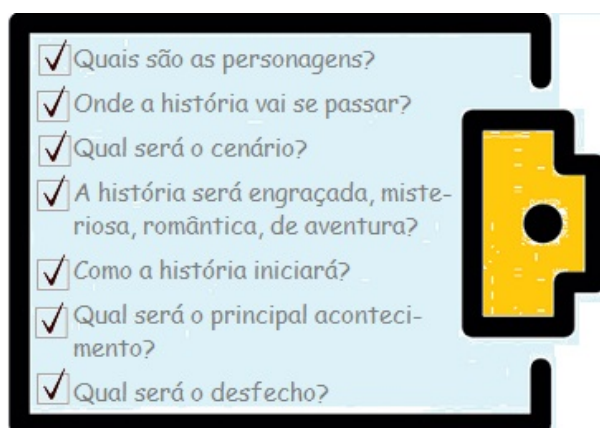 Quais são as personagens?
Onde a história vai se passar?
Qual será o cenário?
A história será engraçada, miste-
riosa, romântica, de aventura?
Como a história iniciará?
Qual será o principal aconteci-
mento?
Qual será o desfecho?